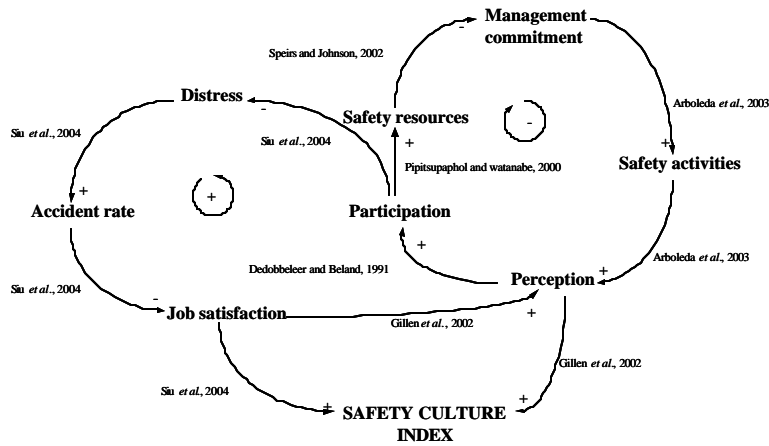 Management
commitment
-
Speirs and Johnson, 2002
Distress
-
Arboleda et al., 2003
Safety resources
-
Siu et al., 2004
Siu et al., 2004
+
+
Safety activities
Pipitsupaphol and watanabe, 2000
+
+
Accident rate
Participation
+
Arboleda et al., 2003
Dedobbeleer and Beland, 1991
+
Perception
Siu et al., 2004
-
Job satisfaction
+
Gillen et al., 2002
Gillen et al., 2002
Siu et al., 2004
+
+
SAFETY CULTURE
INDEX